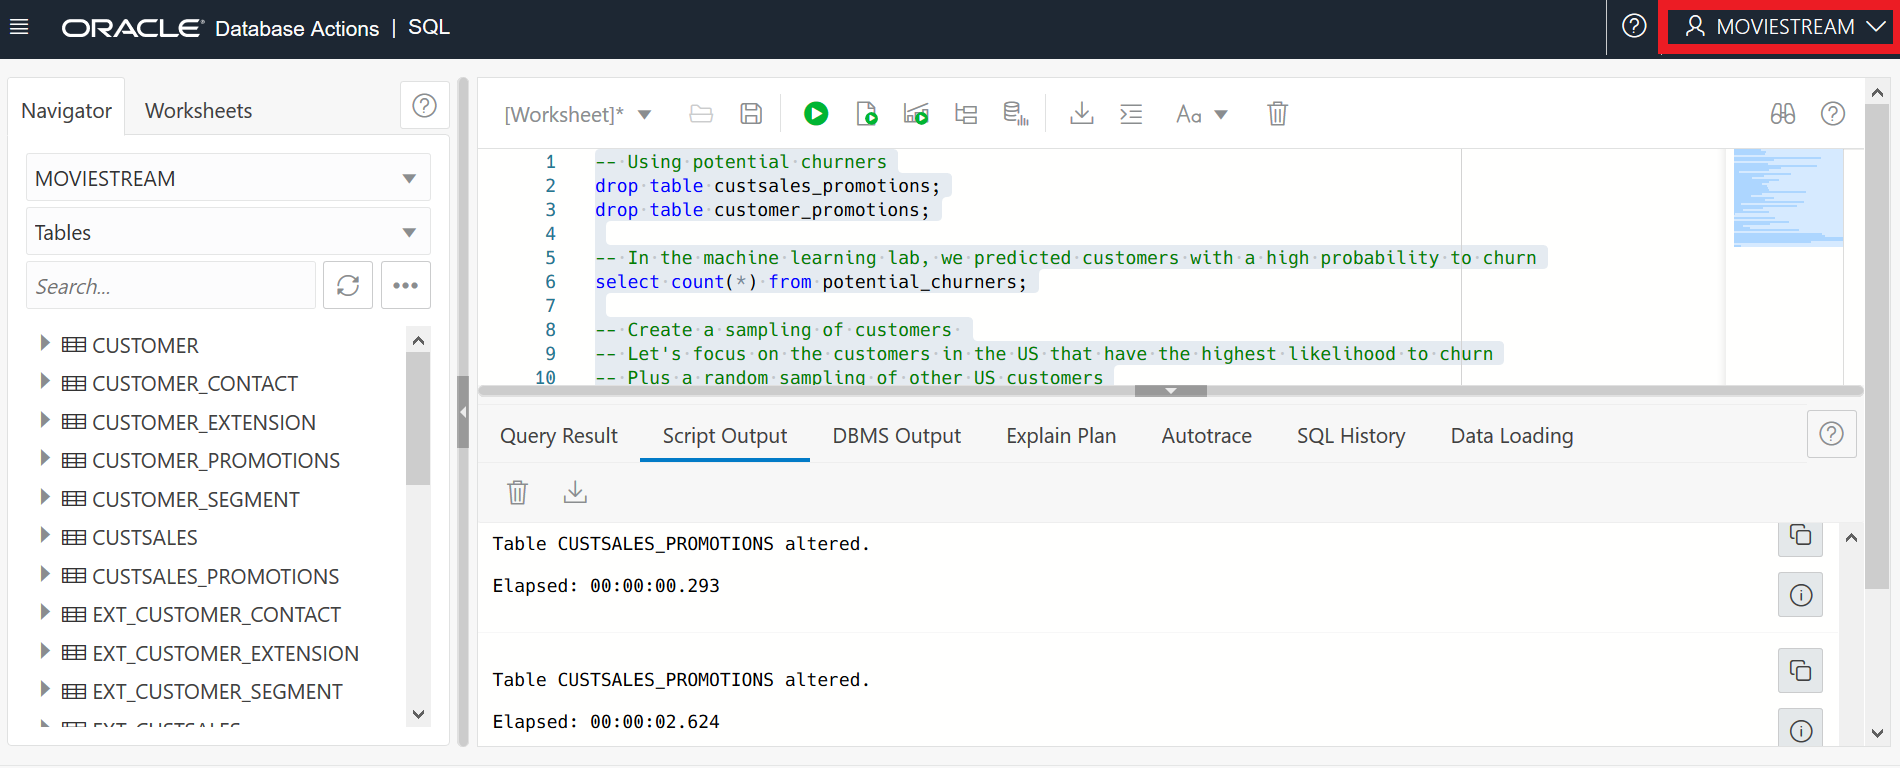 ORACLE® Database Actions | SQL
MOVIESTREAM
Navigator
Worksheets
MOVIESTREAM
Tables
Search...
CUSTOMER
CUSTOMER_CONTACT
CUSTOMER_EXTENSION
CUSTOMER_PROMOTIONS
CUSTOMER_SEGMENT
CUSTSALES
CUSTSALES_PROMOTIONS
EXT_CUSTOMER_CONTACT
EXT_CUSTOMER_EXTENSION
EXT_CUSTOMER_SEGMENT
EXT_CUSTSALES
[Worksheet]*
Aa
1 -- Using potential churners
2 drop table custsales_promotions;
3 drop table customer_promotions;
4
5 -- In the machine learning lab, we predicted customers with a high probability to churn
6 select count(*) from potential_churners;
7
8 -- Create a sampling of customers
9 -- Let's focus on the customers in the US that have the highest likelihood to churn
10 -- Plus a random sampling of other US customers
Query Result
Script Output
DBMS Output
Explain Plan
Autotrace
SQL History
Data Loading
Table CUSTSALES_PROMOTIONS altered.
Elapsed: 00:00:00.293
Table CUSTSALES_PROMOTIONS altered.
Elapsed: 00:00:02.624